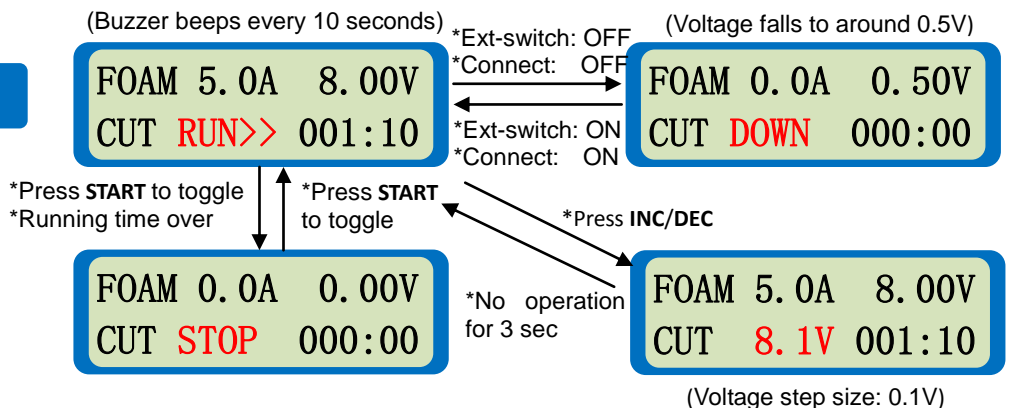 (Buzzer beeps every 10 seconds)
FOAM 5.0A 8.00V
CUT RUN>> 001:10
*Ext-switch: OFF
*Connect: OFF
*Ext-switch: ON
*Connect: ON
(Voltage falls to around 0.5V)
FOAM 0.0A 0.50V
CUT DOWN 000:00
*Press START to toggle
*Running time over
*Press START
to toggle
*Press INC/DEC
*No operation
for 3 sec
FOAM 0.0A 0.00V
CUT STOP 000:00
FOAM 5.0A 8.00V
CUT 8.1V 001:10
(Voltage step size: 0.1V)